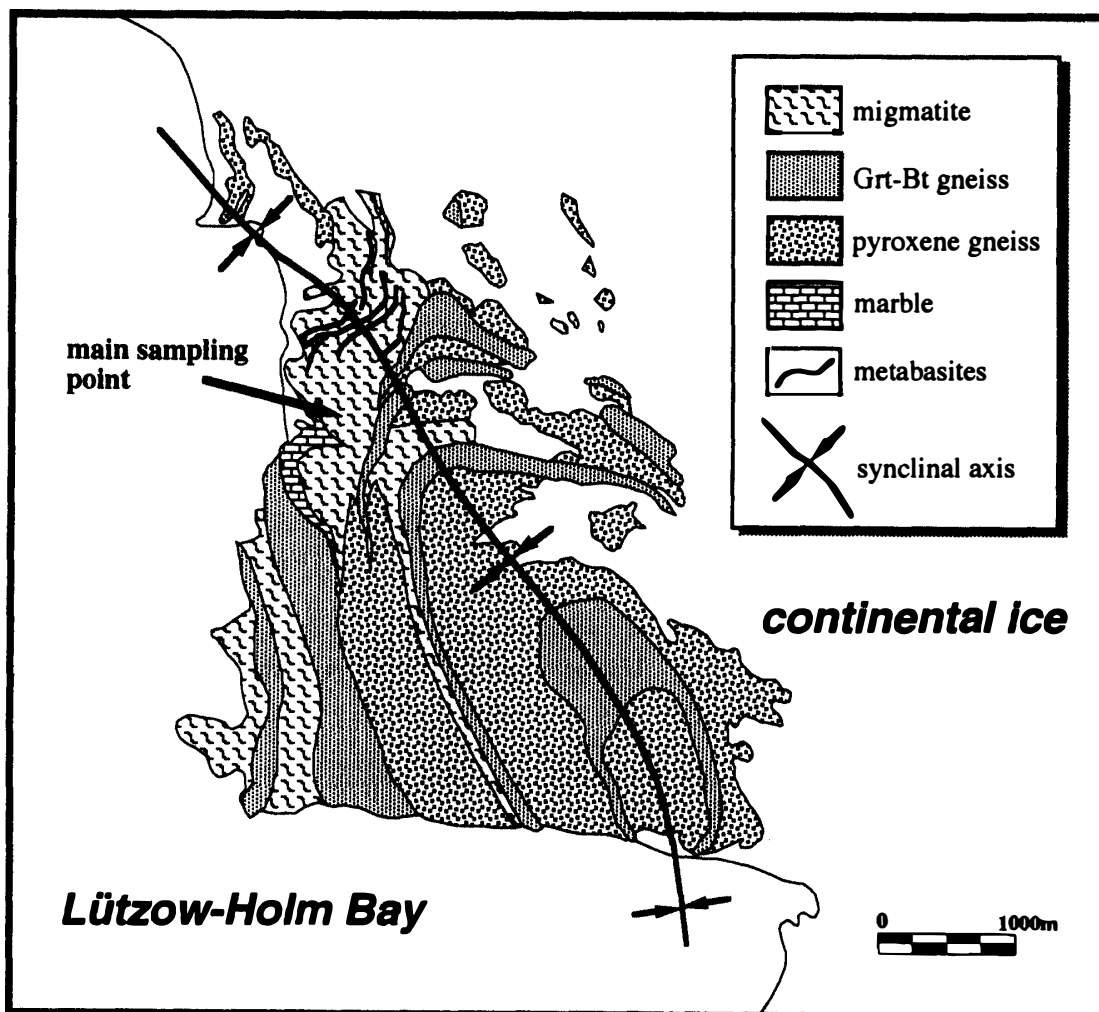 migmatite
Grt-Bt gneiss
pyroxene gneiss
marble
metabasites
synclinal axis
main sampling
point
continental ice
Lützow-Holm Bay
0 1000m